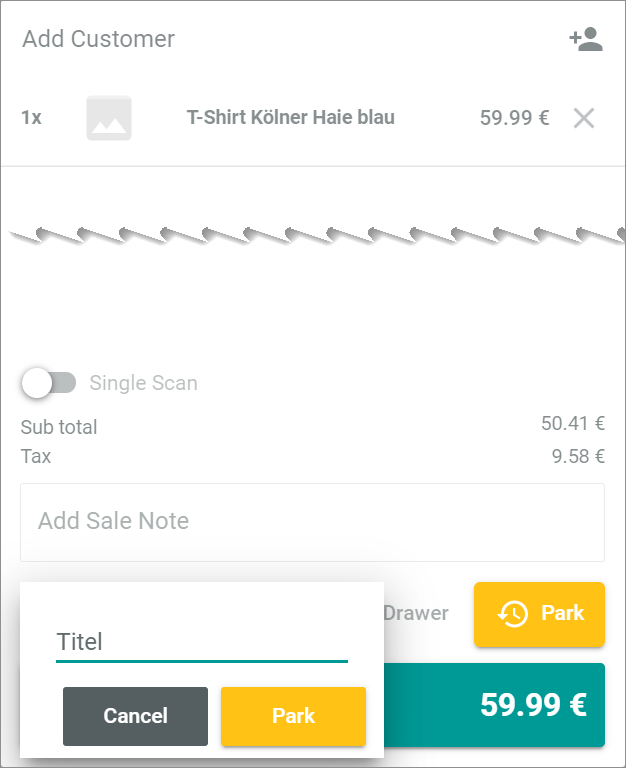 Add Customer
1x T-Shirt Kölner Haie blau 59.99 €
Single Scan
Sub total 50.41 €
Tax 9.58 €
Add Sale Note
Drawer Park
Titel
Cancel Park
59.99 €